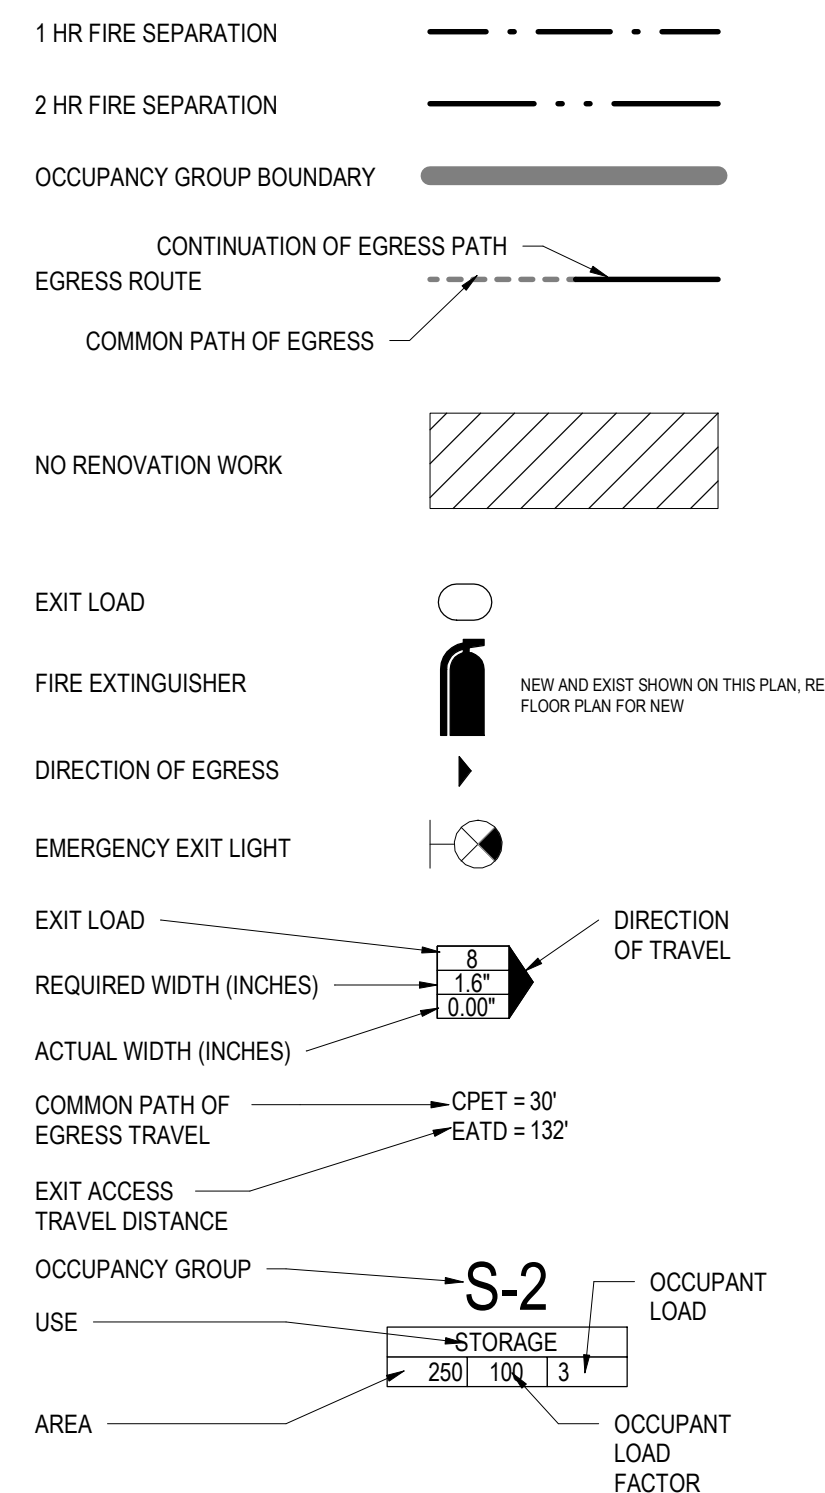 1 HR FIRE SEPARATION
2 HR FIRE SEPARATION
OCCUPANCY GROUP BOUNDARY
CONTINUATION OF EGRESS PATH
EGRESS ROUTE
COMMON PATH OF EGRESS
NO RENOVATION WORK
EXIT LOAD
FIRE EXTINGUISHER
NEW AND EXIST SHOWN ON THIS PLAN, RE
FLOOR PLAN FOR NEW
DIRECTION OF EGRESS
EMERGENCY EXIT LIGHT
EXIT LOAD
DIRECTION
OF TRAVEL
8
REQUIRED WIDTH (INCHES)
1.6"
0.00"
ACTUAL WIDTH (INCHES)
COMMON PATH OF
EGRESS TRAVEL
CPET = 30'
EATD = 132'
EXIT ACCESS
TRAVEL DISTANCE
OCCUPANCY GROUP
S-2
OCCUPANT
LOAD
USE
STORAGE
250 100 3
AREA
OCCUPANT
LOAD
FACTOR